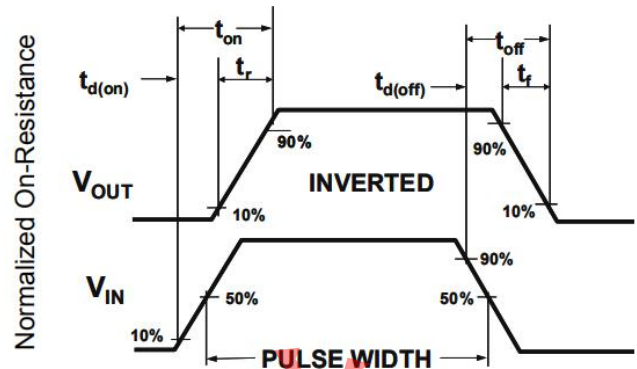 Normalized On-Resistance
ton
toff
td(on)
tr
td(off)
tf
90%
90%
VOUT
INVERTED
10%
10%
90%
VIN
50%
50%
10%
PULSE WIDTH